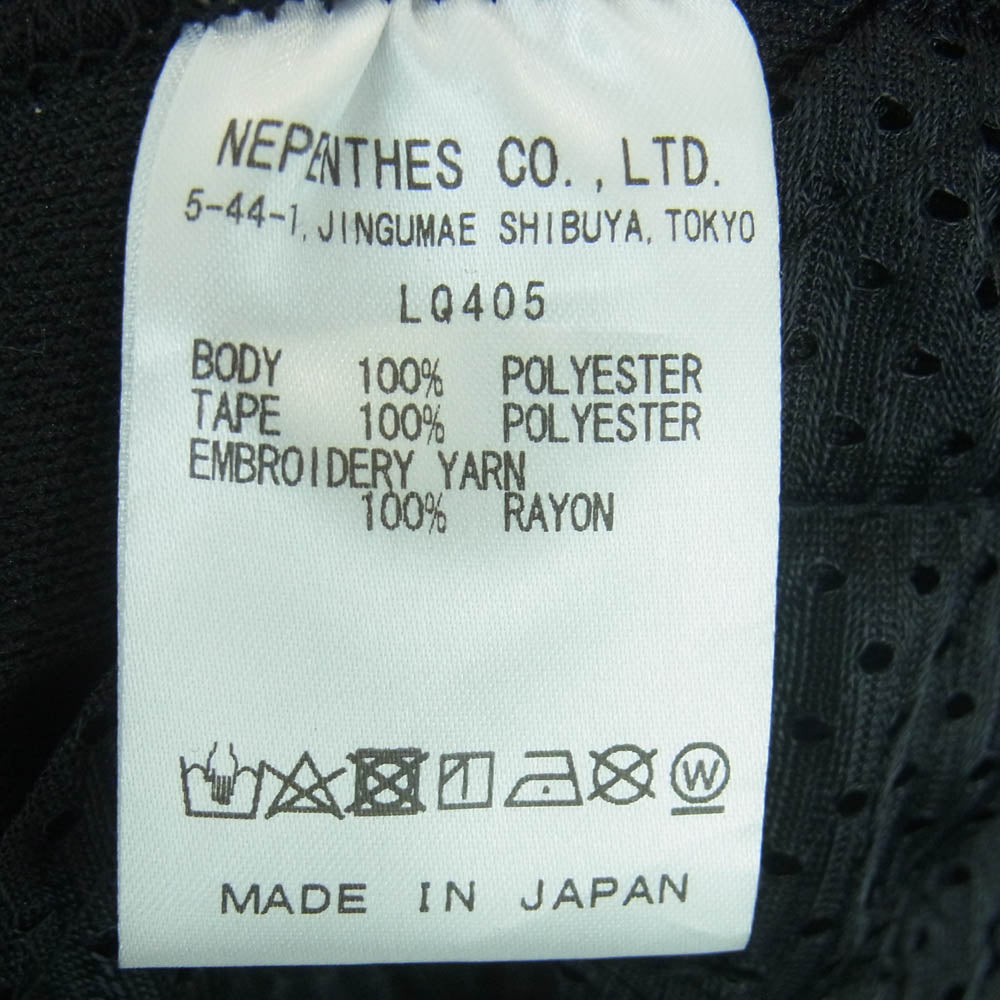 NEPENTHES CO., LTD.
5-44-1, JINGUMAE SHIBUYA, TOKYO
LQ405
BODY 100% POLYESTER
TAPE 100% POLYESTER
EMBROIDERY YARN
100% RAYON
W
MADE IN JAPAN